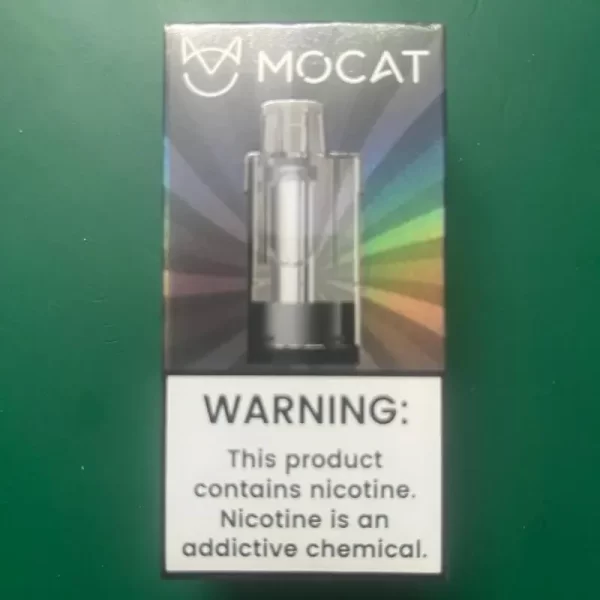 MOCAT
WARNING:
This product
contains nicotine.
Nicotine is an
addictive chemical.